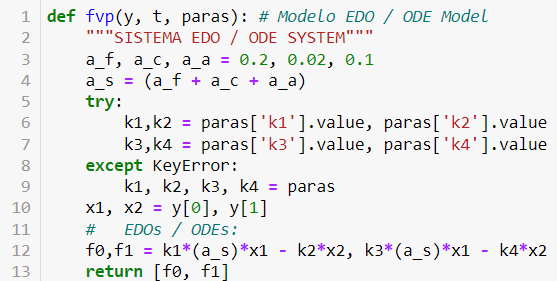 1 def fvp(y, t, paras): # Modelo EDO / ODE Model
2     """SISTEMA EDO / ODE SYSTEM"""
3     a_f, a_c, a_a = 0.2, 0.02, 0.1
4     a_s = (a_f + a_c + a_a)
5     try:
6         k1,k2 = paras['k1'].value, paras['k2'].value
7         k3,k4 = paras['k3'].value, paras['k4'].value
8     except KeyError:
9         k1, k2, k3, k4 = paras
10     x1, x2 = y[0], y[1]
11     #   EDOs / ODEs:
12     f0,f1 = k1*(a_s)*x1 - k2*x2, k3*(a_s)*x1 - k4*x2
13     return [f0, f1]